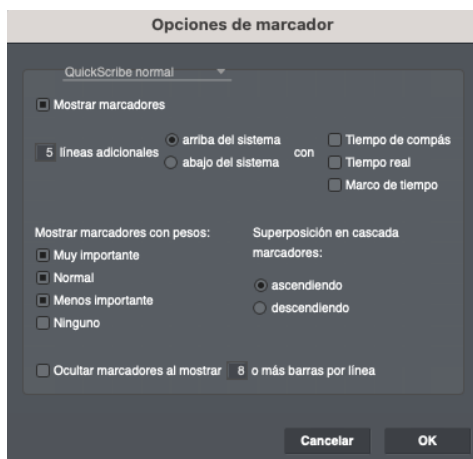 Opciones de marcador
QuickScribe normal
Mostrar marcadores
5 líneas adicionales
arriba del sistema
abajo del sistema
con
Tiempo de compás
Tiempo real
Marco de tiempo
Mostrar marcadores con pesos:
Muy importante
Normal
Menos importante
Ninguno
Superposición en cascada
marcadores:
ascendiendo
descendiendo
Ocultar marcadores al mostrar 8 o más barras por línea
Cancelar
OK